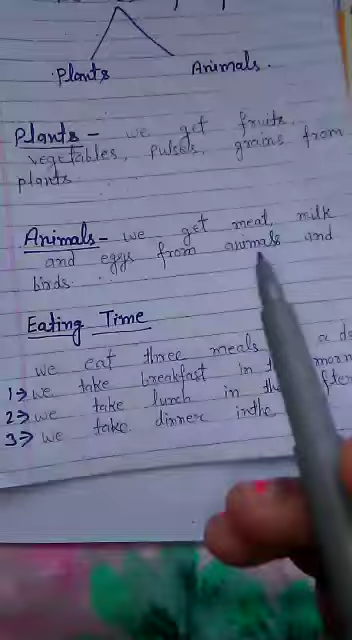 Plants Animals.
Plants - we get fruits,
vegetables, pulses, grains from
plants
Animals - we get meat, milk
and eggs from animals and
birds.
Eating Time
we eat three meals a
1→ we take breakfast in
2→ we take lunch in
3→ we take dinner inthe